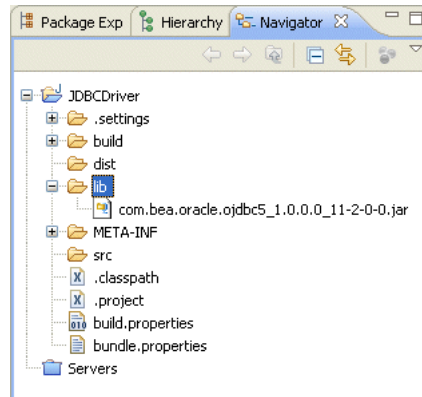 Package Exp Hierarchy Navigator
JDBCDriver
.settings
build
dist
lib
com.bea.oracle.ojdbc5_1.0.0.0_11-2-0-0.jar
META-INF
src
.classpath
.project
build.properties
bundle.properties
Servers